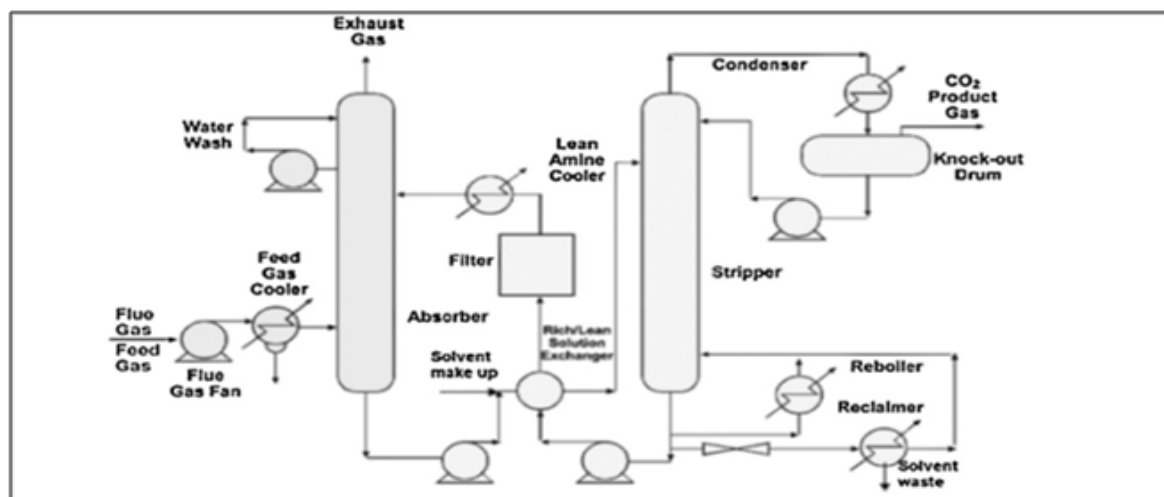 Exhaust
Gas
Condenser
CO₂
Product
Gas
Water
Wash
Lean
Amine
Cooler
Knock-out
Drum
Feed
Gas
Cooler
Filter
Stripper
Fluo
Gas
Feed
Gas
Absorber
Rich/Lean
Solution
Exchanger
Flue
Gas Fan
Solvent
make up
Reboiler
Reclaimer
Solvent
waste